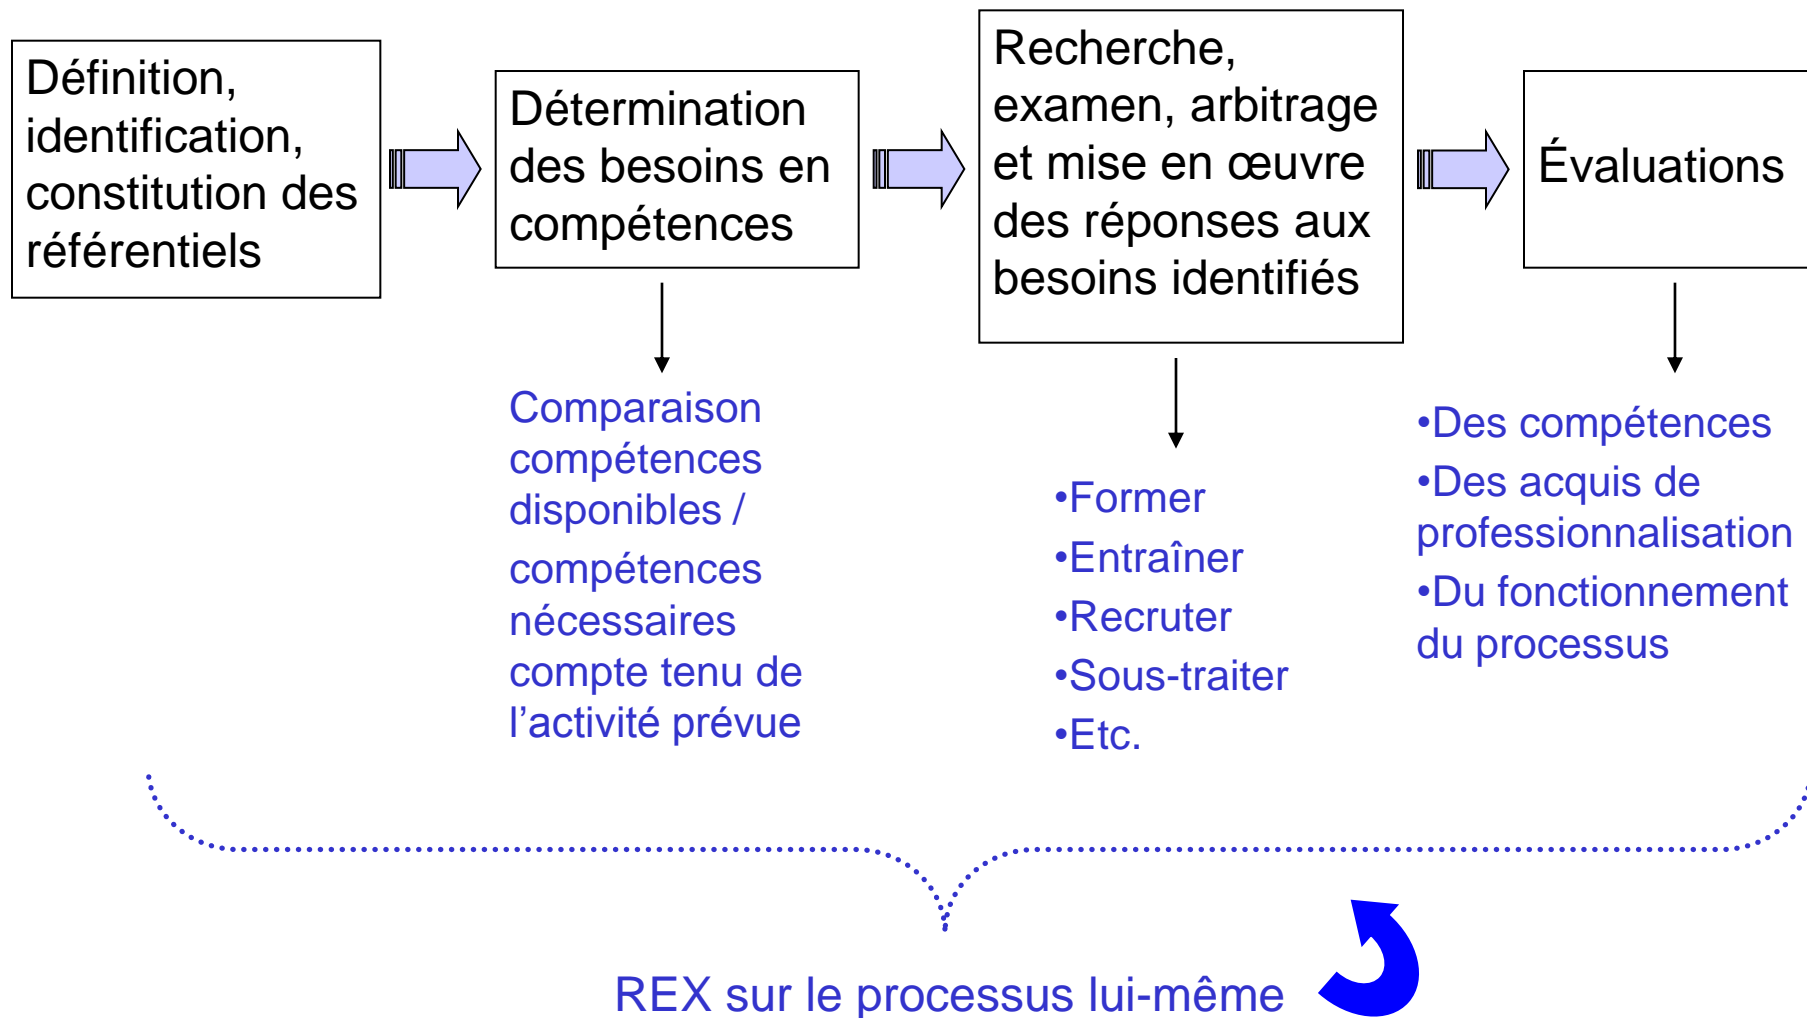 Définition,
identification,
constitution des
référentiels
Détermination
des besoins en
compétences
Recherche,
examen, arbitrage
et mise en œuvre
des réponses aux
besoins identifiés
Évaluations
Comparaison
compétences
disponibles /
compétences
nécessaires
compte tenu de
l’activité prévue
•Former
•Entraîner
•Recruter
•Sous-traiter
•Etc.
•Des compétences
•Des acquis de
professionnalisation
•Du fonctionnement
du processus
REX sur le processus lui-même